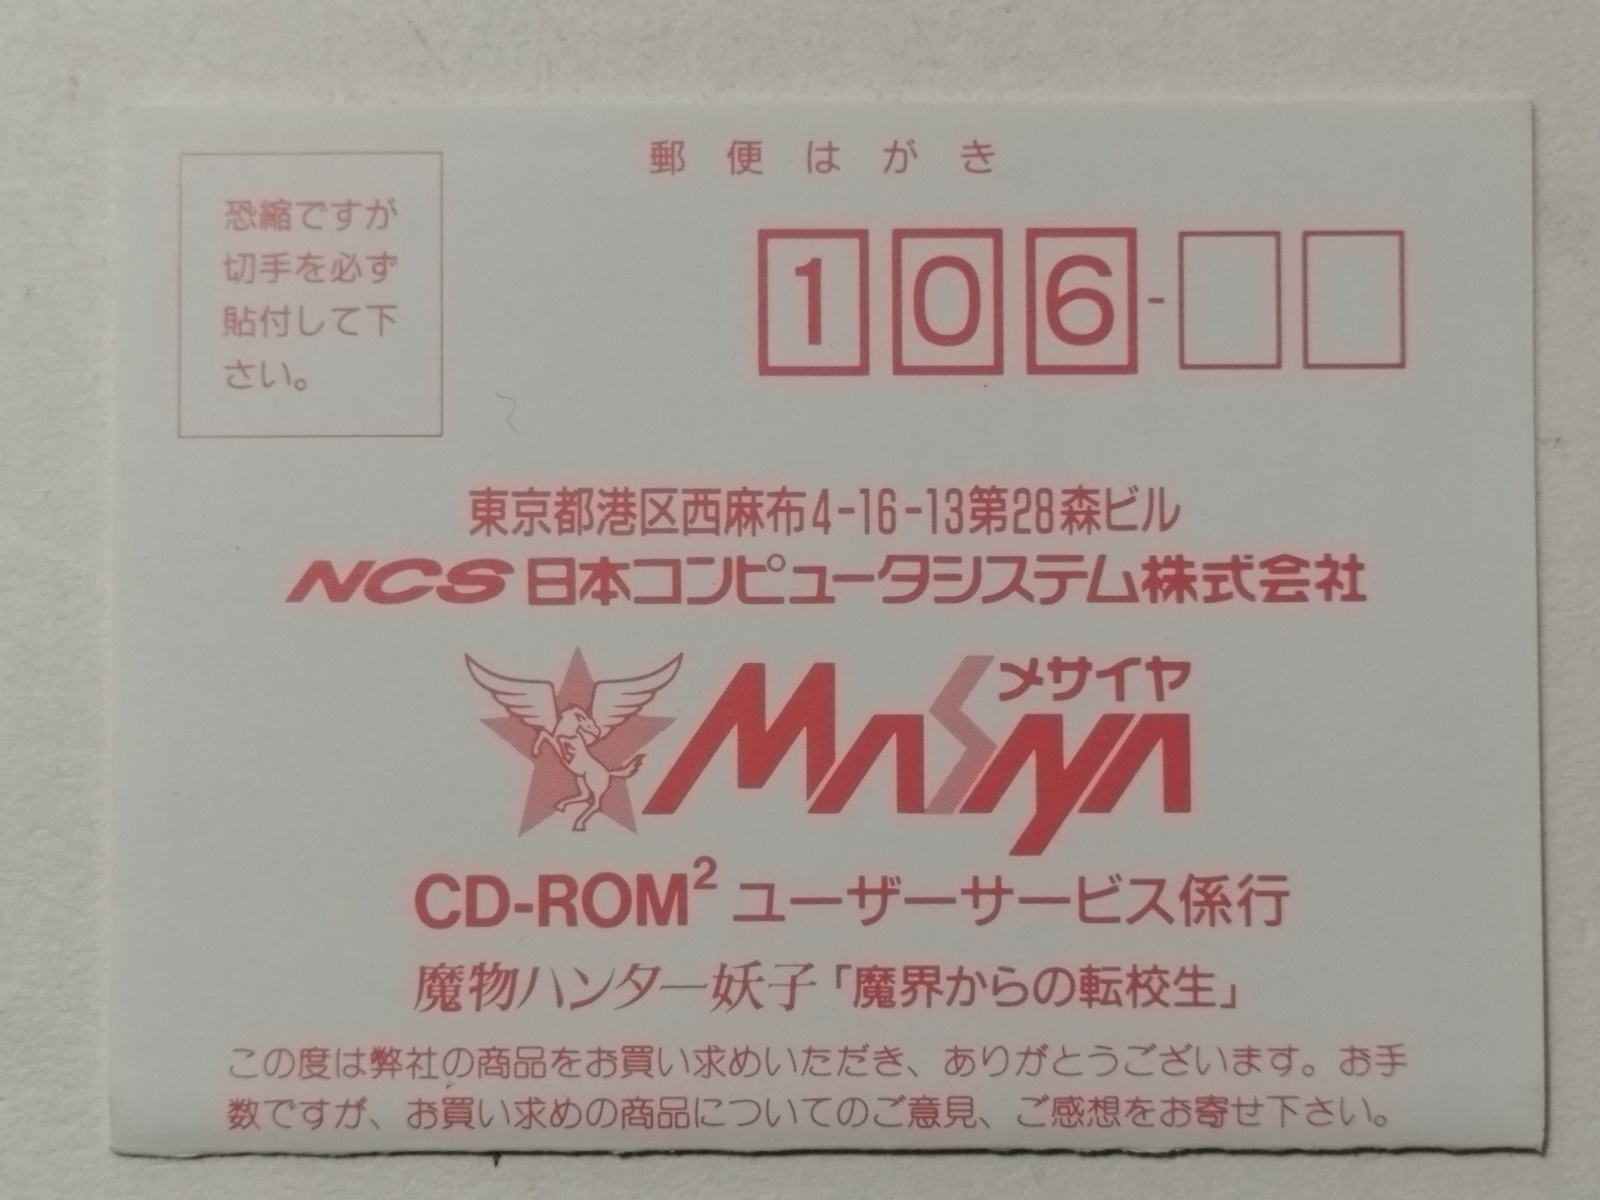 郵便はがき
恐縮ですが
切手を必ず
貼付して下
さい。
106-
東京都港区西麻布4-16-13第28森ビル
NCS 日本コンピュータシステム株式会社
メサイヤ
MASAYA
CD-ROM² ユーザーサービス係行
魔物ハンター妖子「魔界からの転校生」
この度は弊社の商品をお買い求めいただき、ありがとうございます。お手
数ですが、お買い求めの商品についてのご意見、ご感想をお寄せ下さい。